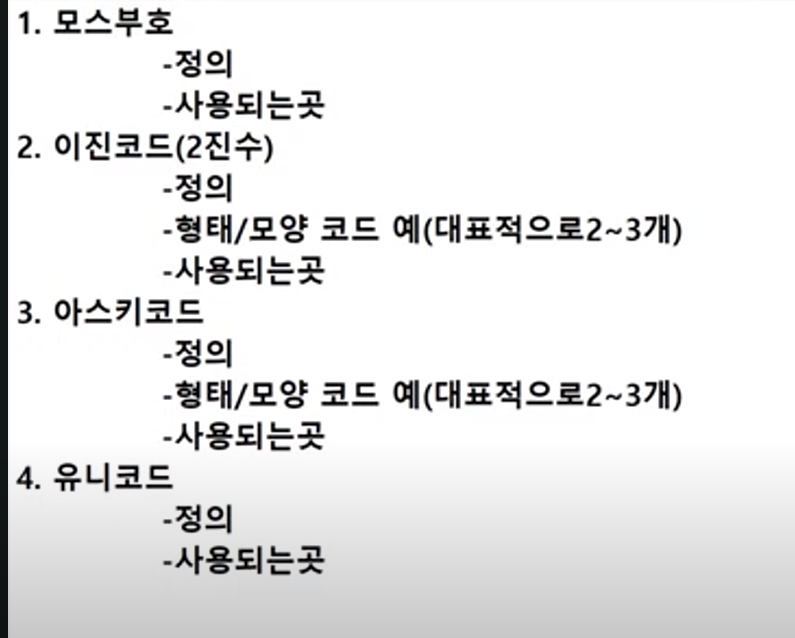 1. 모스부호
-정의
-사용되는곳
2. 이진코드(2진수)
-정의
-형태/모양 코드 예(대표적으로2~3개)
-사용되는곳
3. 아스키코드
-정의
-형태/모양 코드 예(대표적으로2~3개)
-사용되는곳
4. 유니코드
-정의
-사용되는곳